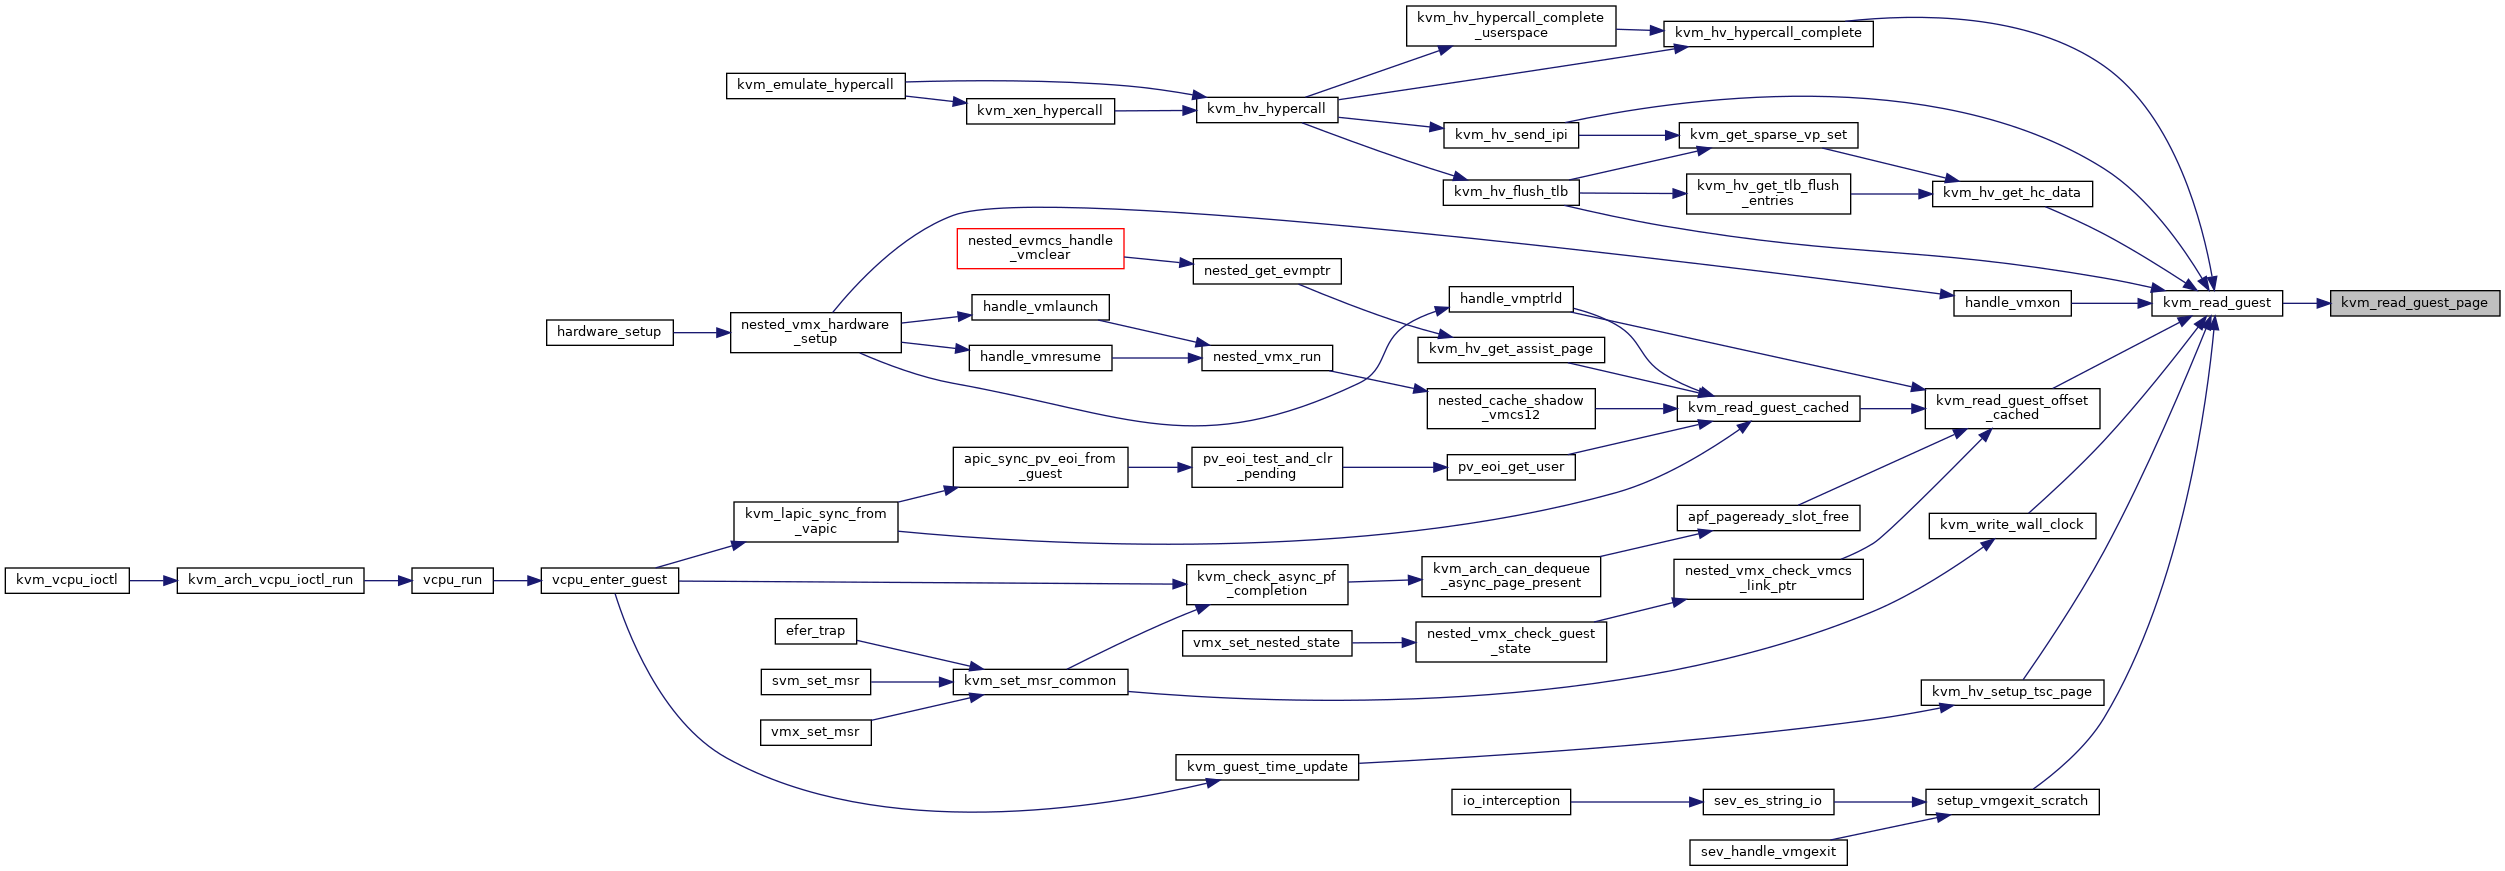 kvm_hv_hypercall_complete
_userspace
kvm_hv_hypercall_complete
kvm_emulate_hypercall
kvm_xen_hypercall
kvm_hv_hypercall
kvm_hv_send_ipi
kvm_get_sparse_vp_set
kvm_hv_flush_tlb
kvm_hv_get_tlb_flush
_entries
kvm_hv_get_hc_data
nested_evmcs_handle
_vmclear
nested_get_evmptr
handle_vmlaunch
handle_vmptrld
handle_vmxon
kvm_read_guest
kvm_read_guest_page
hardware_setup
nested_vmx_hardware
_setup
handle_vmresume
nested_vmx_run
kvm_hv_get_assist_page
nested_cache_shadow
_vmcs12
kvm_read_guest_cached
kvm_read_guest_offset
_cached
apic_sync_pv_eoi_from
_guest
pv_eoi_test_and_clr
_pending
pv_eoi_get_user
kvm_lapic_sync_from
_vapic
apf_pageready_slot_free
kvm_write_wall_clock
kvm_vcpu_ioctl
kvm_arch_vcpu_ioctl_run
vcpu_run
vcpu_enter_guest
kvm_check_async_pf
_completion
kvm_arch_can_dequeue
_async_page_present
nested_vmx_check_vmcs
_link_ptr
efer_trap
vmx_set_nested_state
nested_vmx_check_guest
_state
svm_set_msr
kvm_set_msr_common
kvm_hv_setup_tsc_page
vmx_set_msr
kvm_guest_time_update
io_interception
sev_es_string_io
setup_vmgexit_scratch
sev_handle_vmgexit